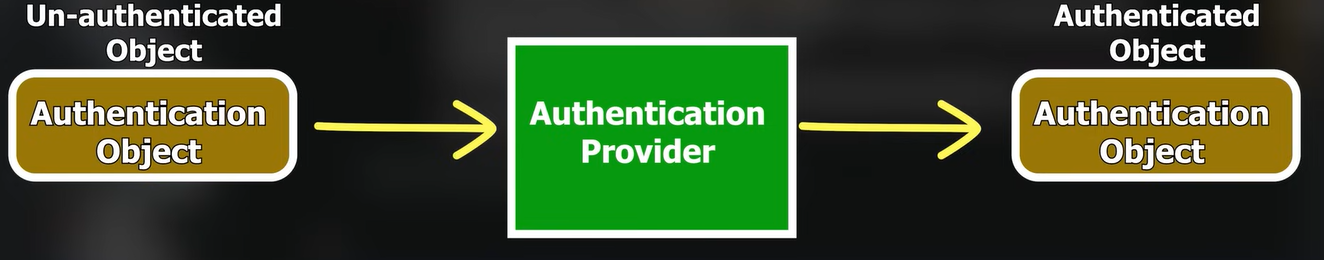 Un-authenticated
Object
Authentication
Object
Authentication
Provider
Authenticated
Object
Authentication
Object